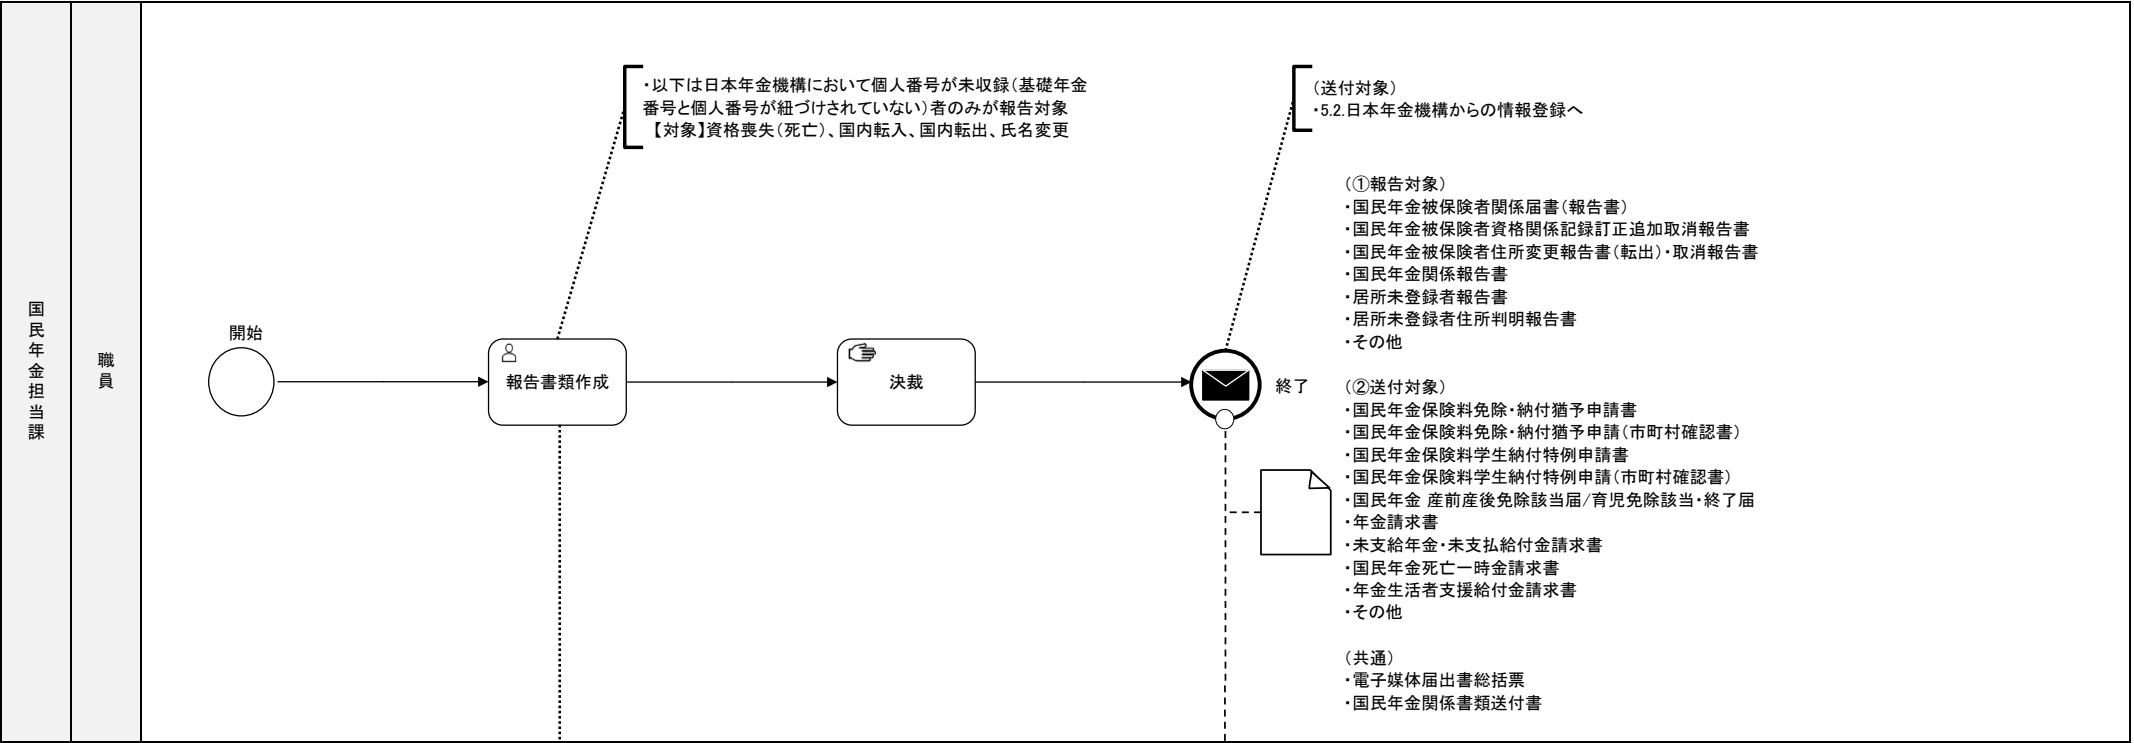 国民年金担当課
職員
・以下は日本年金機構において個人番号が未収録（基礎年金
番号と個人番号が紐づけされていない）者のみが報告対象
【対象】資格喪失（死亡）、国内転入、国内転出、氏名変更
（送付対象）
・5.2.日本年金機構からの情報登録へ
開始
報告書類作成
決裁
終了
（①報告対象）
・国民年金被保険者関係届書（報告書）
・国民年金被保険者資格関係記録訂正追加取消報告書
・国民年金被保険者住所変更報告書（転出）・取消報告書
・国民年金関係報告書
・居所未登録者報告書
・居所未登録者住所判明報告書
・その他
（②送付対象）
・国民年金保険料免除・納付猶予申請書
・国民年金保険料免除・納付猶予申請（市町村確認書）
・国民年金保険料学生納付特例申請書
・国民年金保険料学生納付特例申請（市町村確認書）
・国民年金 産前産後免除該当届/育児免除該当・終了届
・年金請求書
・未支給年金・未支払給付金請求書
・国民年金死亡一時金請求書
・年金生活者支援給付金請求書
・その他
（共通）
・電子媒体届出書総括票
・国民年金関係書類送付書